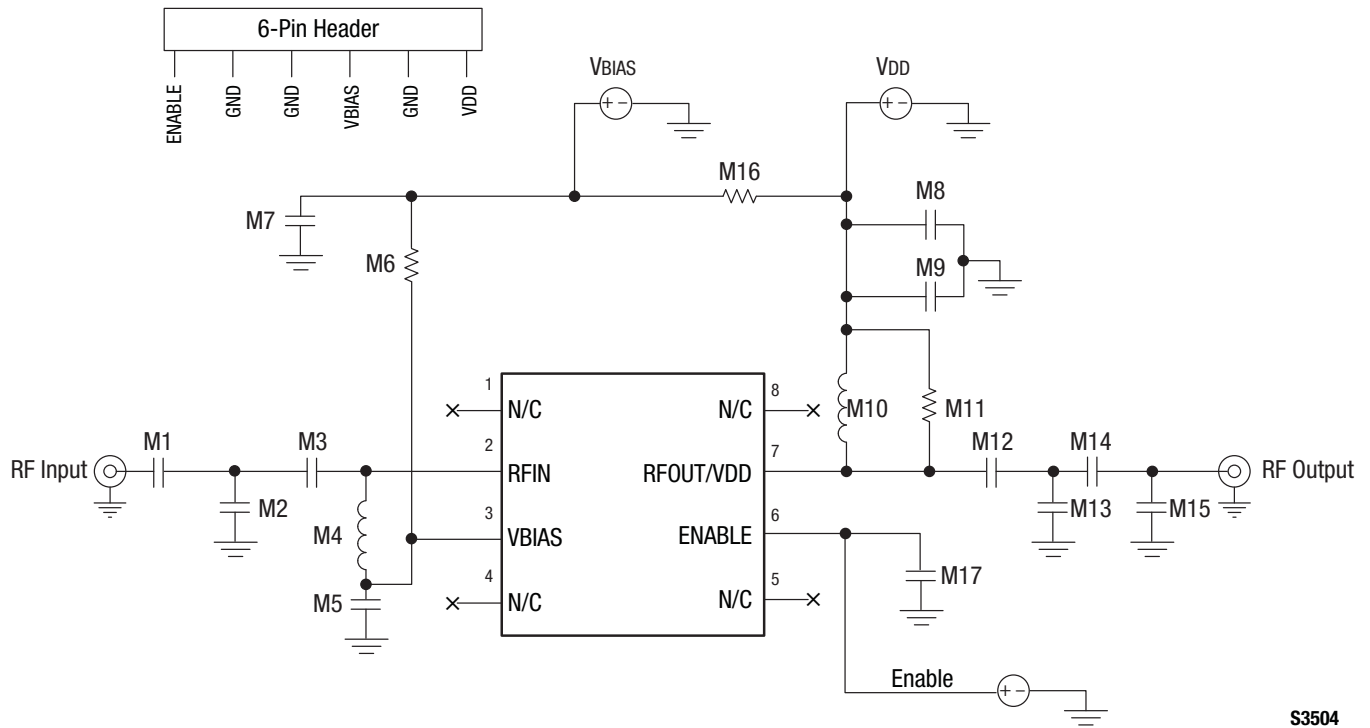 6-Pin Header
ENABLE
GND
GND
VBIAS
GND
VDD
VBIAS
VDD
M16
M8
M7
M6
M9
1
N/C
8
N/C
M10
M11
RF Input
M1
M3
2
RFIN
7
RFOUT/VDD
M12
M14
RF Output
M2
M4
3
VBIAS
6
ENABLE
M13
M15
M5
4
N/C
5
N/C
M17
Enable
S3504